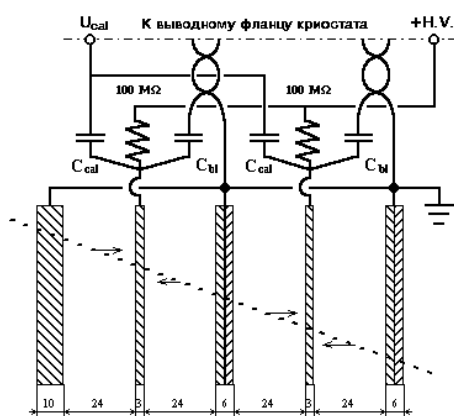 U_cal К выводному фланцу криостата +H.V.
100 MΩ 100 MΩ
C_cal C_bl C_cal C_bl
10 24 3 24 6 24 3 24 6